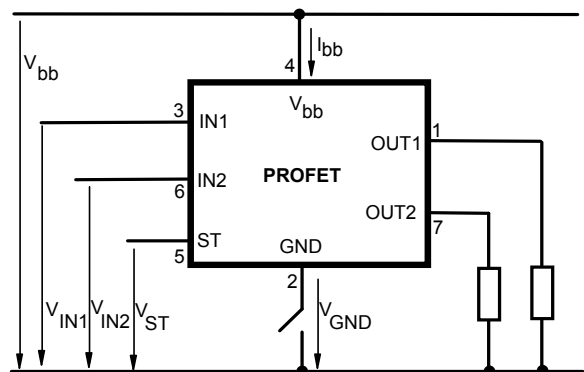 Vbb
Ibb
4
3
IN1
Vbb
OUT1
1
6
IN2
PROFET
OUT2
7
5
ST
GND
2
VIN1
VIN2
VST
VGND